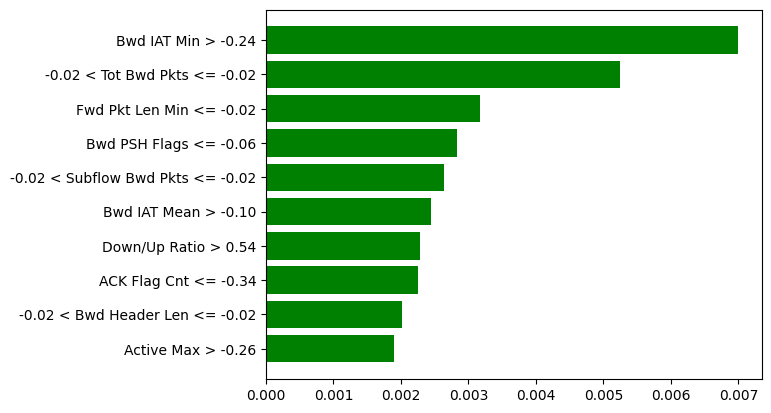 Bwd IAT Min > -0.24
-0.02 < Tot Bwd Pkts <= -0.02
Fwd Pkt Len Min <= -0.02
Bwd PSH Flags <= -0.06
-0.02 < Subflow Bwd Pkts <= -0.02
Bwd IAT Mean > -0.10
Down/Up Ratio > 0.54
ACK Flag Cnt <= -0.34
-0.02 < Bwd Header Len <= -0.02
Active Max > -0.26
0.000 0.001 0.002 0.003 0.004 0.005 0.006 0.007